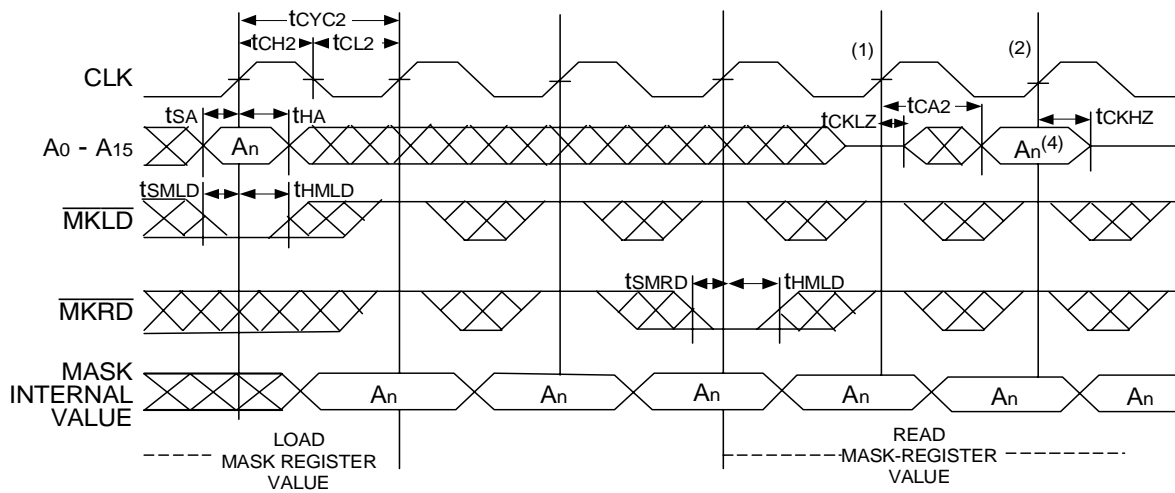 tCYC2
tCH2 tCL2
(1) (2)
CLK
tSA tHA tCKLZ tCA2 tCKHZ
A0 - A15 An An(4)
tSMLD tHMLD
MKLD
tSMRD tHMLD
MKRD
MASK
INTERNAL
VALUE
An An An An An An
LOAD
MASK REGISTER
VALUE
READ
MASK-REGISTER
VALUE